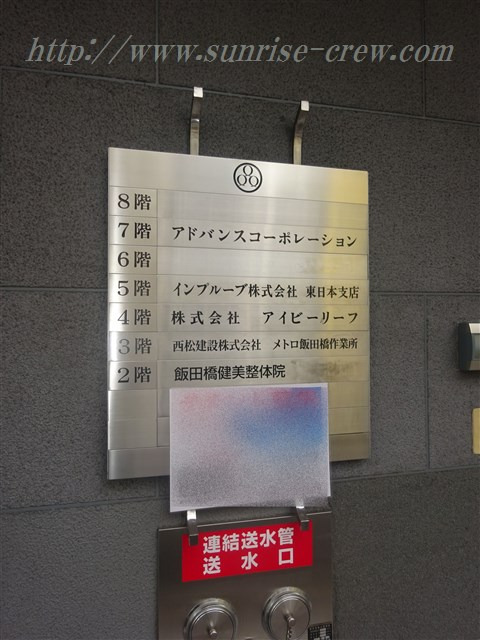 http://www.sunrise-crew.com
8階
7階 アドバンスコーポレーション
6階
5階 インプルーブ株式会社 東日本支店
4階 株式会社 アイビーリーフ
3階 西松建設株式会社 メトロ飯田橋作業所
2階 飯田橋健美整体院
連結送水管
送水口